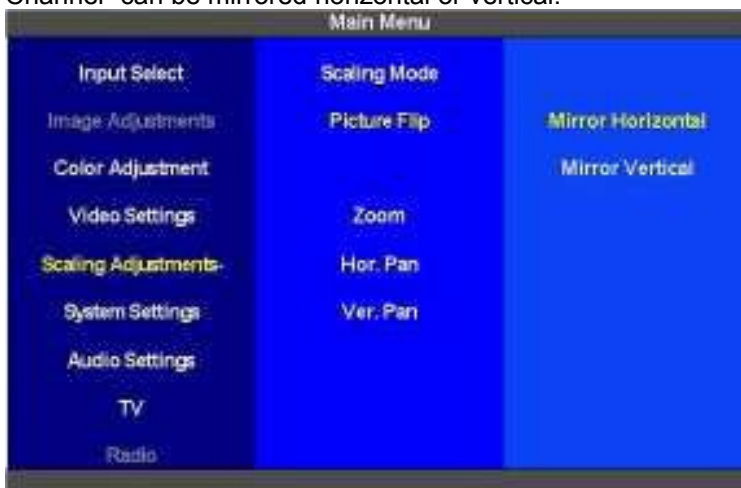 Channel can be mirrored horizontal or vertical.
Main Menu
Input Select
Image Adjustments
Color Adjustment
Video Settings
Scaling Adjustments-
System Settings
Audio Settings
TV
Radio
Scaling Mode
Picture Flip
Zoom
Hor. Pan
Ver. Pan
Mirror Horizontal
Mirror Vertical